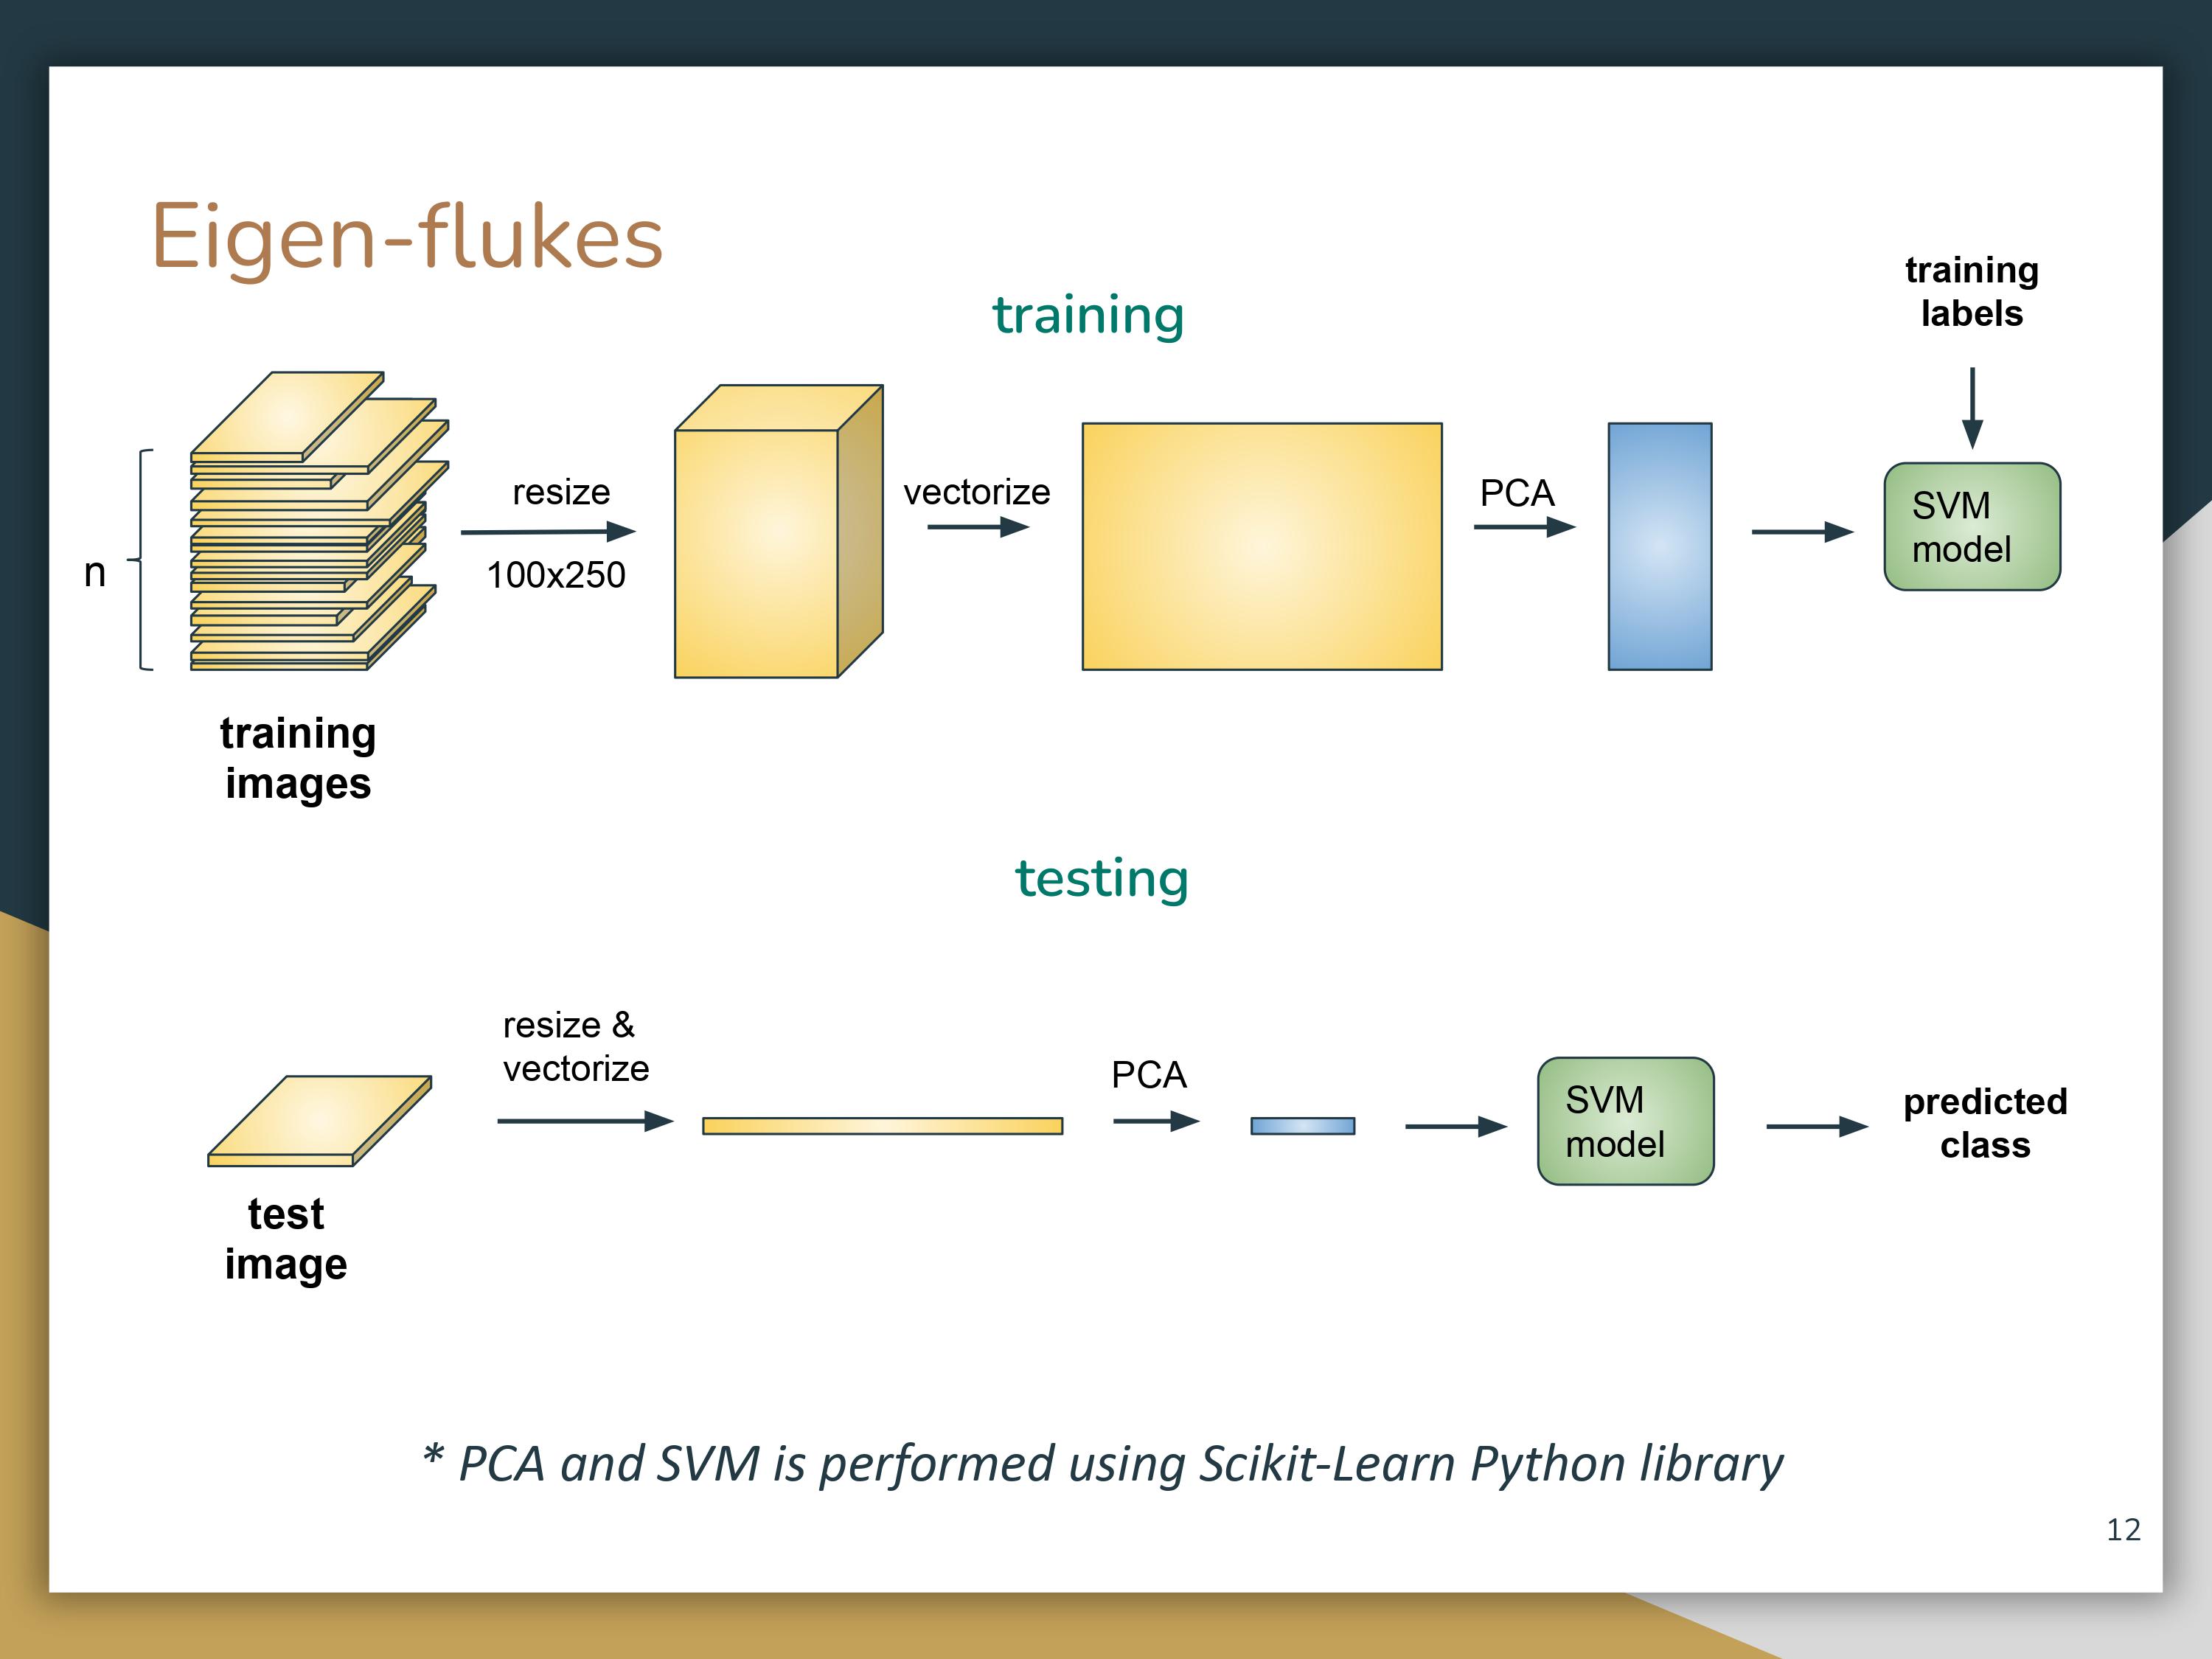 Eigen-flukes
training
training
labels
n
resize
100x250
vectorize
PCA
SVM
model
training
images
testing
resize &
vectorize
PCA
SVM
model
predicted
class
test
image
* PCA and SVM is performed using Scikit-Learn Python library
12